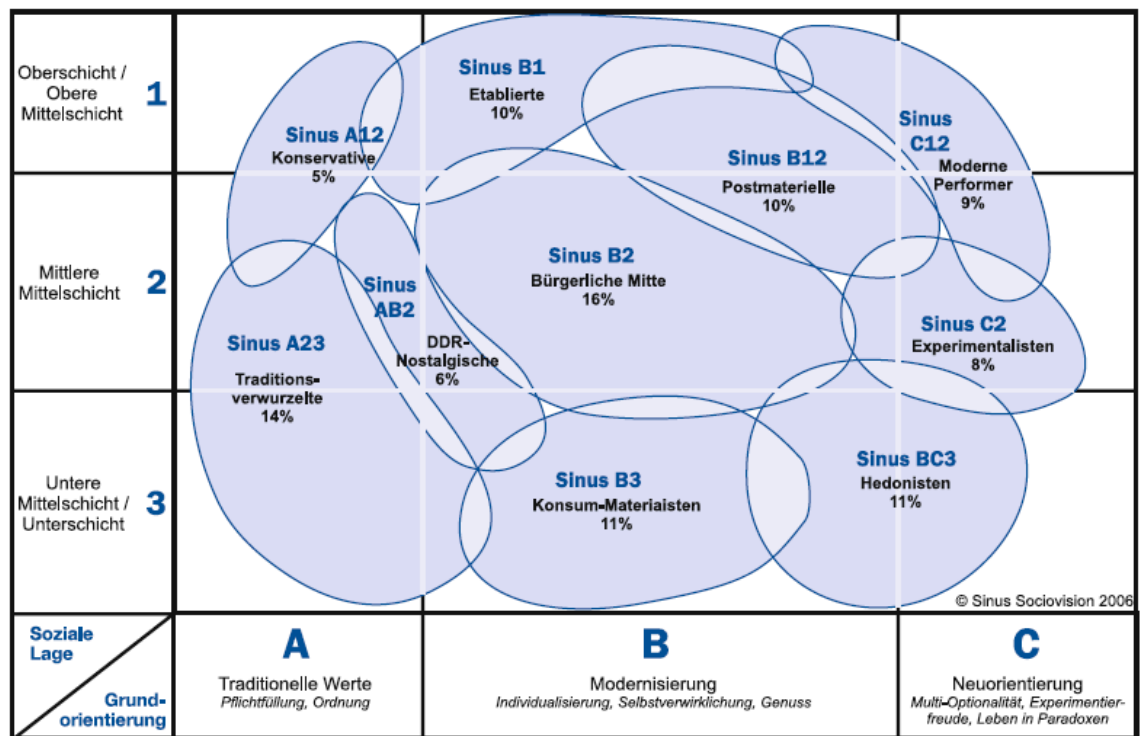 Oberschicht /
Obere
Mittelschicht
1
Sinus B1
Etablierte
10%
Sinus A12
Konservative
5%
Sinus
C12
Moderne
Performer
9%
Sinus B12
Postmaterielle
10%
Mittlere
Mittelschicht
2
Sinus B2
Bürgerliche Mitte
16%
Sinus
AB2
DDR-
Nostalgische
6%
Sinus A23
Traditions-
verwurzelte
14%
Sinus C2
Experimentalisten
8%
Untere
Mittelschicht /
Unterschicht
3
Sinus B3
Konsum-Materiaisten
11%
Sinus BC3
Hedonisten
11%
© Sinus Sociovision 2006
Soziale
Lage
Grund-
orientierung
A
Traditionelle Werte
Pflichtfüllung, Ordnung
B
Modernisierung
Individualisierung, Selbstverwirklichung, Genuss
C
Neuorientierung
Multi-Optionalität, Experimentier-
freude, Leben in Paradoxen